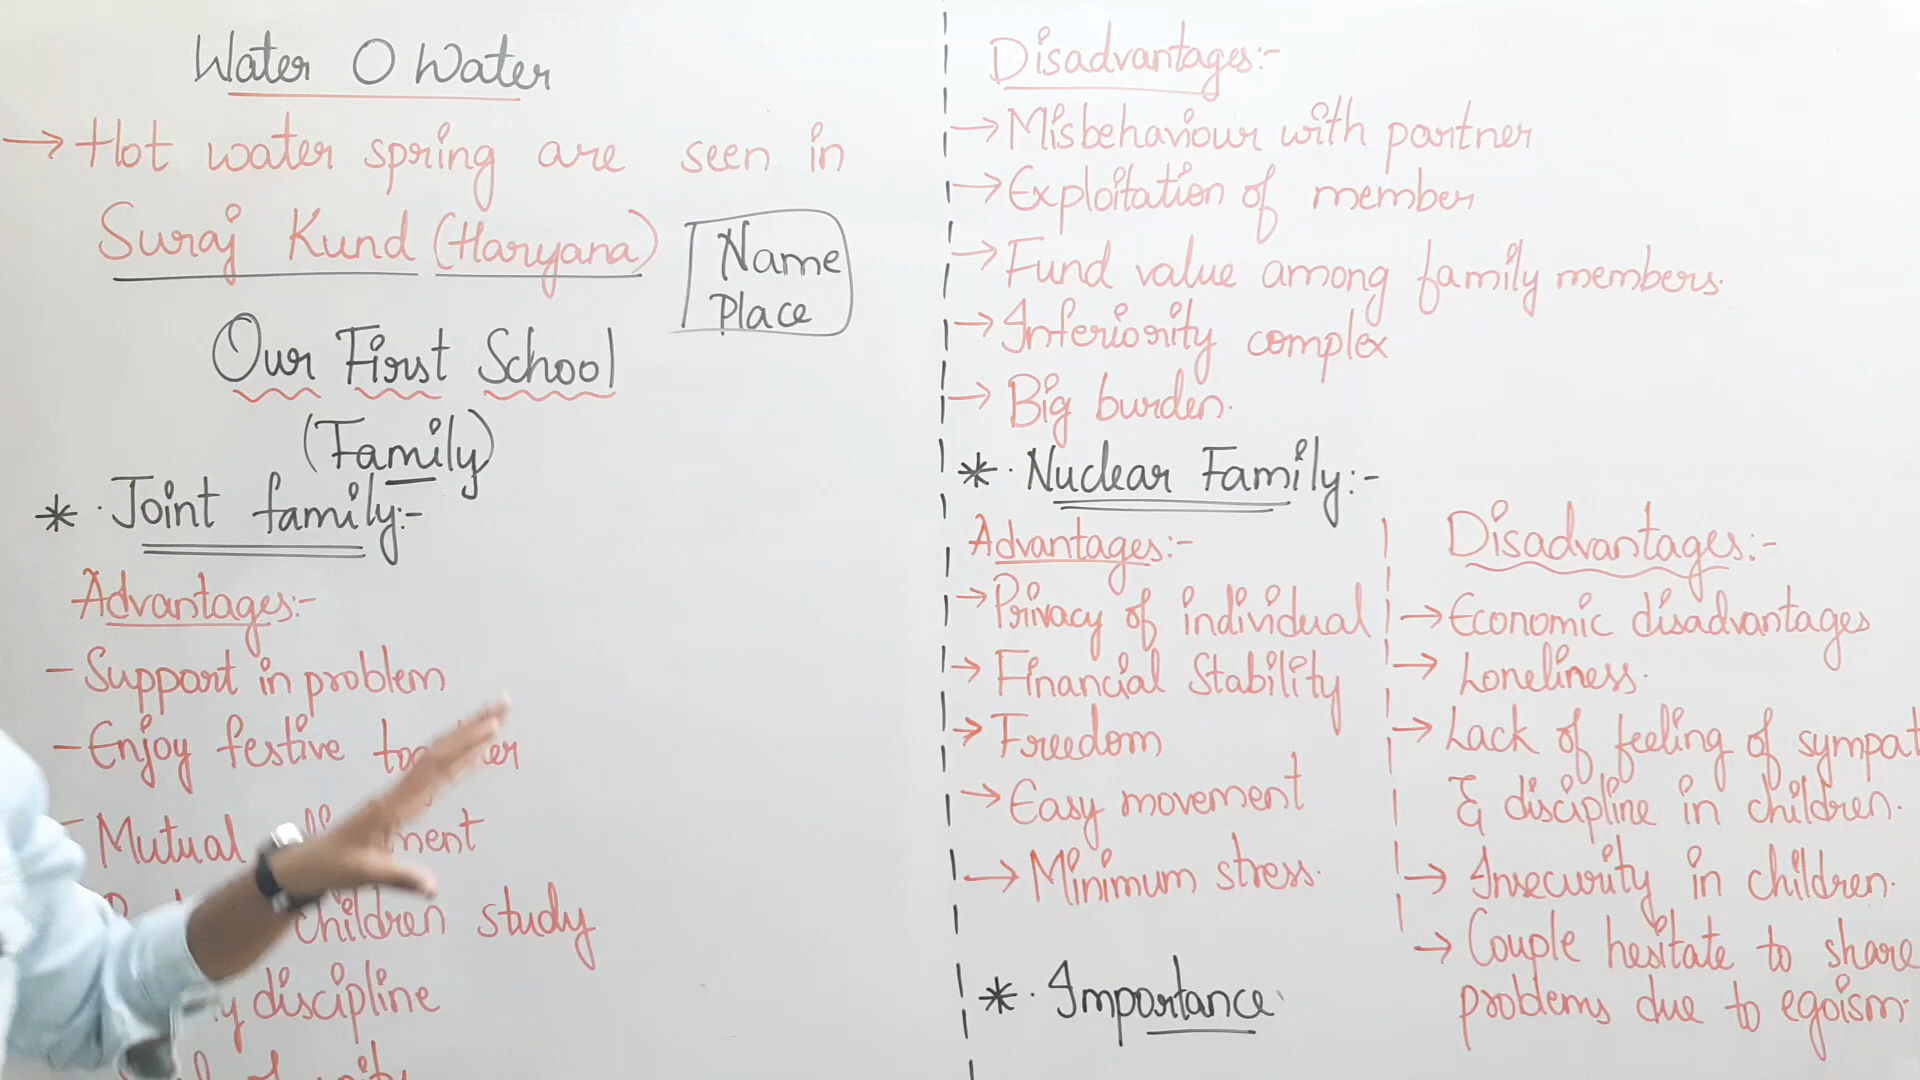 Water O Water
→ Hot water spring are seen in
Suraj Kund (Haryana)
Name
Place
Our First School
(Family)
* · Joint family:-
Advantages:-
- Support in problem
- Enjoy festive
- Mutual
children study
discipline
Disadvantages:-
→ Misbehaviour with partner
→ Exploitation of member
→ Fund value among family members.
→ Inferiority complex
→ Big burden.
* · Nuclear Family:-
Advantages:-
→ Privacy of individual
→ Financial Stability
→ Freedom
→ Easy movement
→ Minimum stress.
Disadvantages:-
→ Economic disadvantages
→ Loneliness.
→ Lack of feeling of sympat
& discipline in children.
→ Insecurity in children.
→ Couple hesitate to share
problems due to egoism.
* · Importance